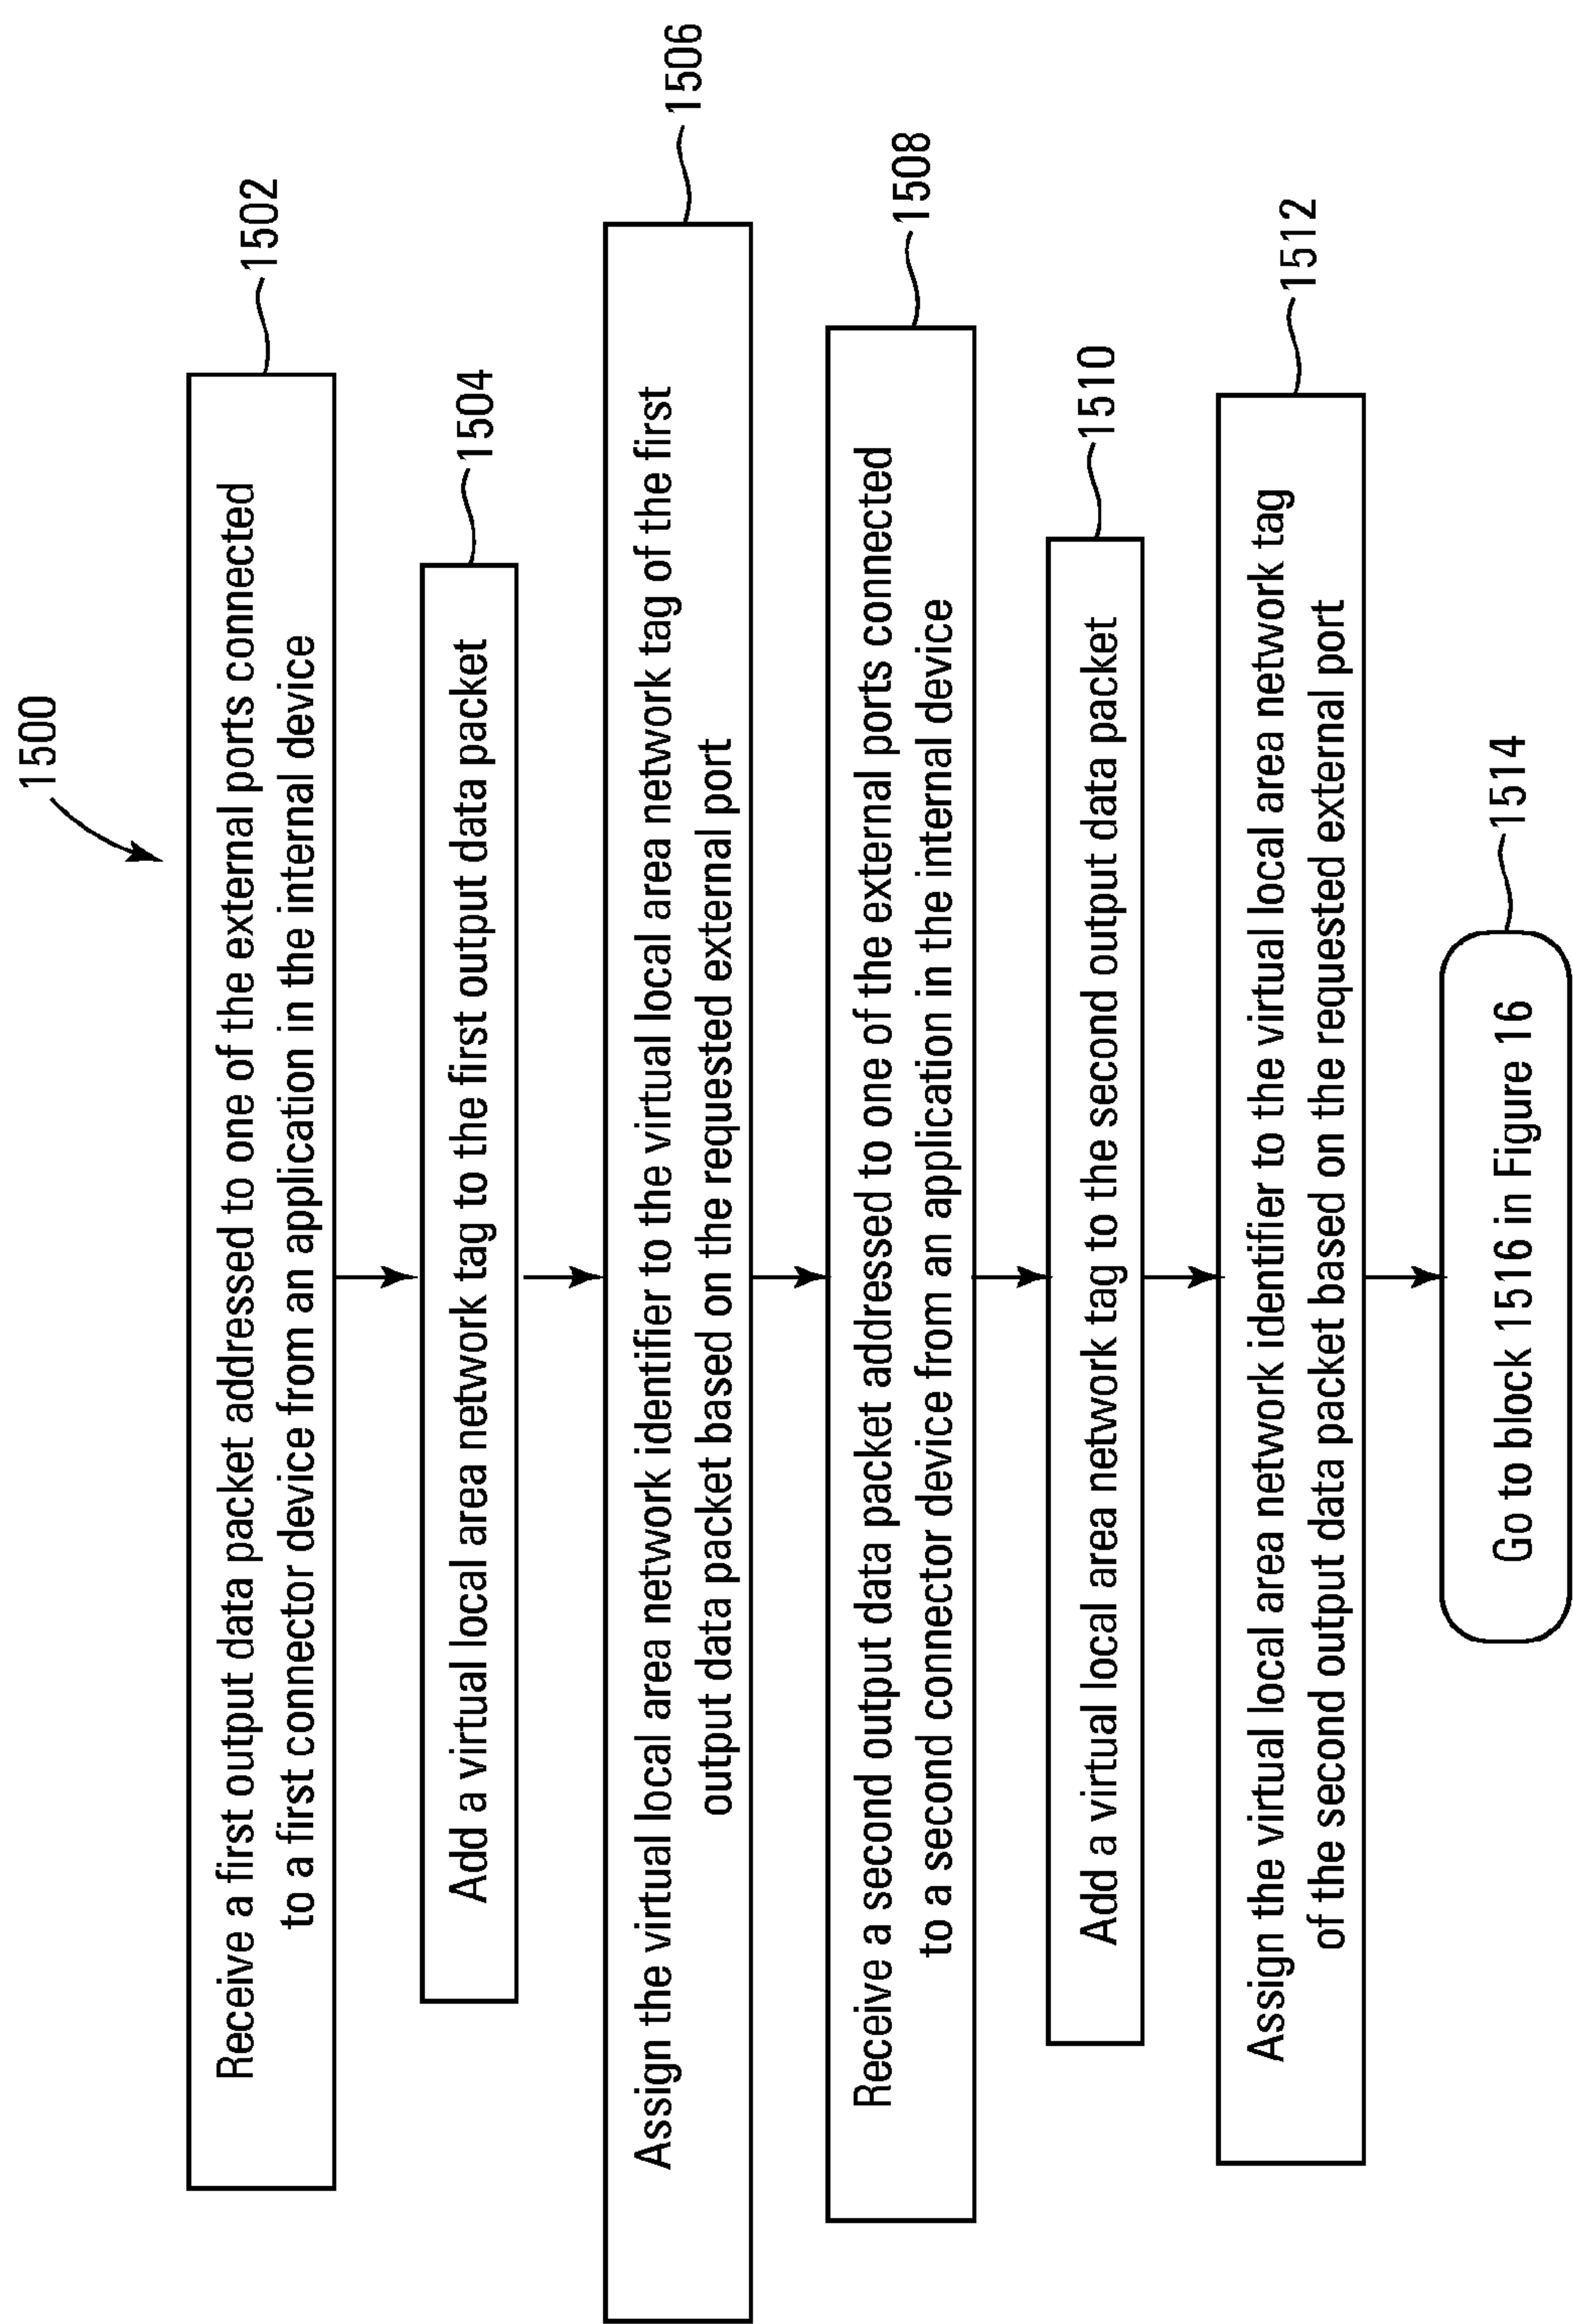 1500
Receive a first output data packet addressed to one of the external ports connected
to a first connector device from an application in the internal device
1502
Add a virtual local area network tag to the first output data packet
1504
Assign the virtual local area network identifier to the virtual local area network tag of the first
output data packet based on the requested external port
1506
Receive a second output data packet addressed to one of the external ports connected
to a second connector device from an application in the internal device
1508
Add a virtual local area network tag to the second output data packet
1510
Assign the virtual local area network identifier to the virtual local area network tag
of the second output data packet based on the requested external port
1512
Go to block 1516 in Figure 16
1514